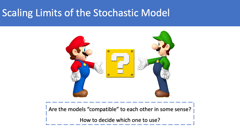 Scaling Limits of the Stochastic Model
?
Are the models “compatible” to each other in some sense?
How to decide which one to use?